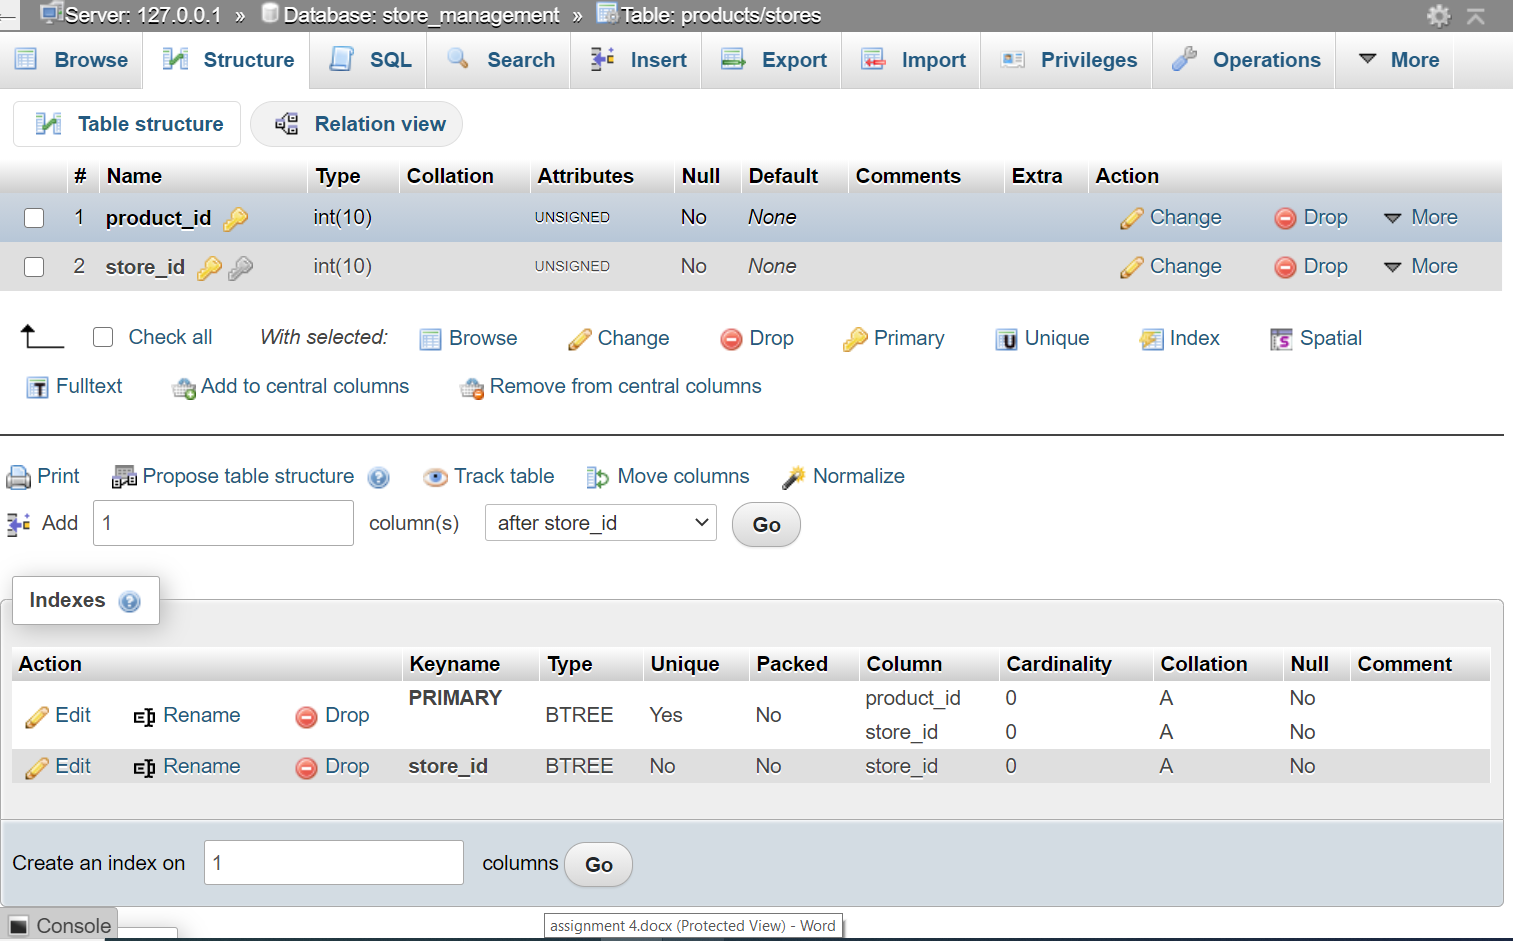 Server: 127.0.0.1 » Database: store_management » Table: products/stores
Browse Structure SQL Search Insert Export Import Privileges Operations More
Table structure Relation view
# Name Type Collation Attributes Null Default Comments Extra Action
1 product_id int(10) UNSIGNED No None Change Drop More
2 store_id int(10) UNSIGNED No None Change Drop More
Check all With selected: Browse Change Drop Primary Unique Index Spatial
Fulltext Add to central columns Remove from central columns
Print Propose table structure Track table Move columns Normalize
Add 1 column(s) after store_id Go
Indexes
Action Keyname Type Unique Packed Column Cardinality Collation Null Comment
Edit Rename Drop PRIMARY BTREE Yes No product_id 0 A No
store_id 0 A No
Edit Rename Drop store_id BTREE No No store_id 0 A No
Create an index on 1 columns Go
Console
assignment 4.docx (Protected View) - Word